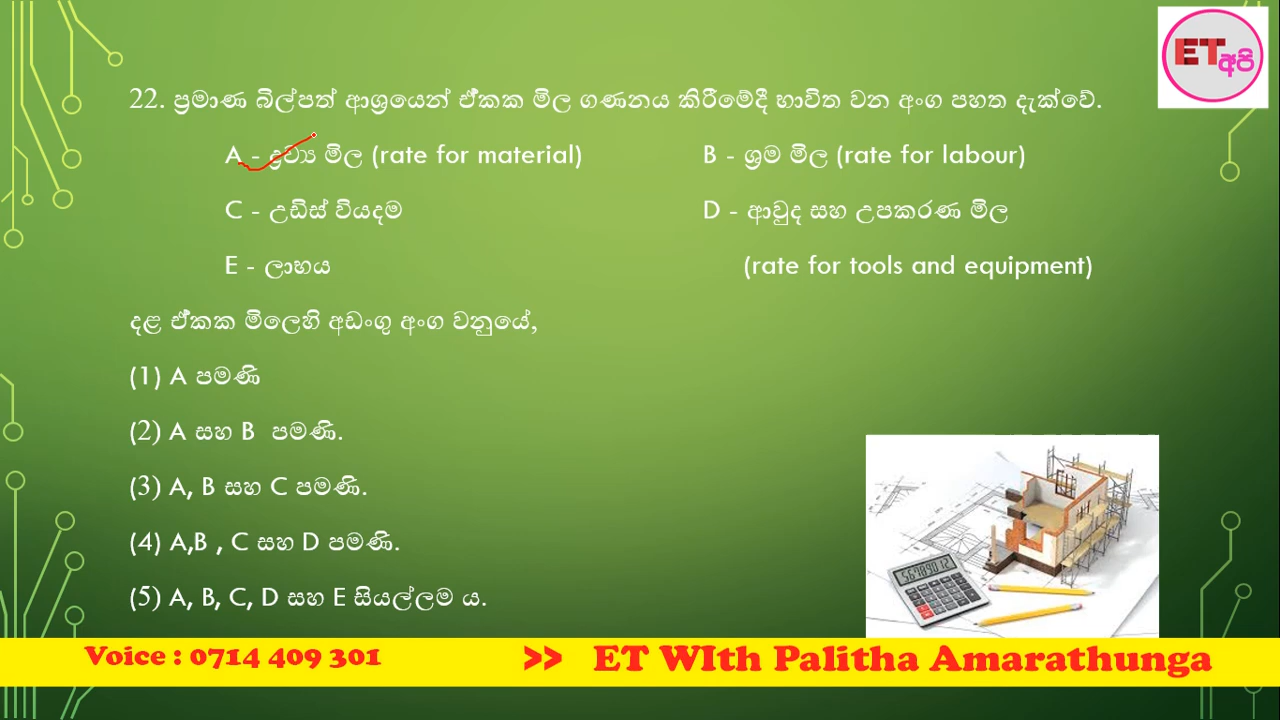 ET අපි
22. ප්‍රමාණ බිල්පත් ආශ්‍රයෙන් ඒකක මිල ගණනය කිරීමේදී භාවිත වන අංග පහත දැක්වේ.
A - ද්‍රව්‍ය මිල (rate for material) B - ශ්‍රම මිල (rate for labour)
C - උඩිස් වියදම D - ආවුද සහ උපකරණ මිල
E - ලාභය (rate for tools and equipment)
දළ ඒකක මිලෙහි අඩංගු අංග වනුයේ,
(1) A පමණි
(2) A සහ B පමණි.
(3) A, B සහ C පමණි.
(4) A,B , C සහ D පමණි.
(5) A, B, C, D සහ E සියල්ලම ය.
Voice : 0714 409 301 >> ET WIth Palitha Amarathunga